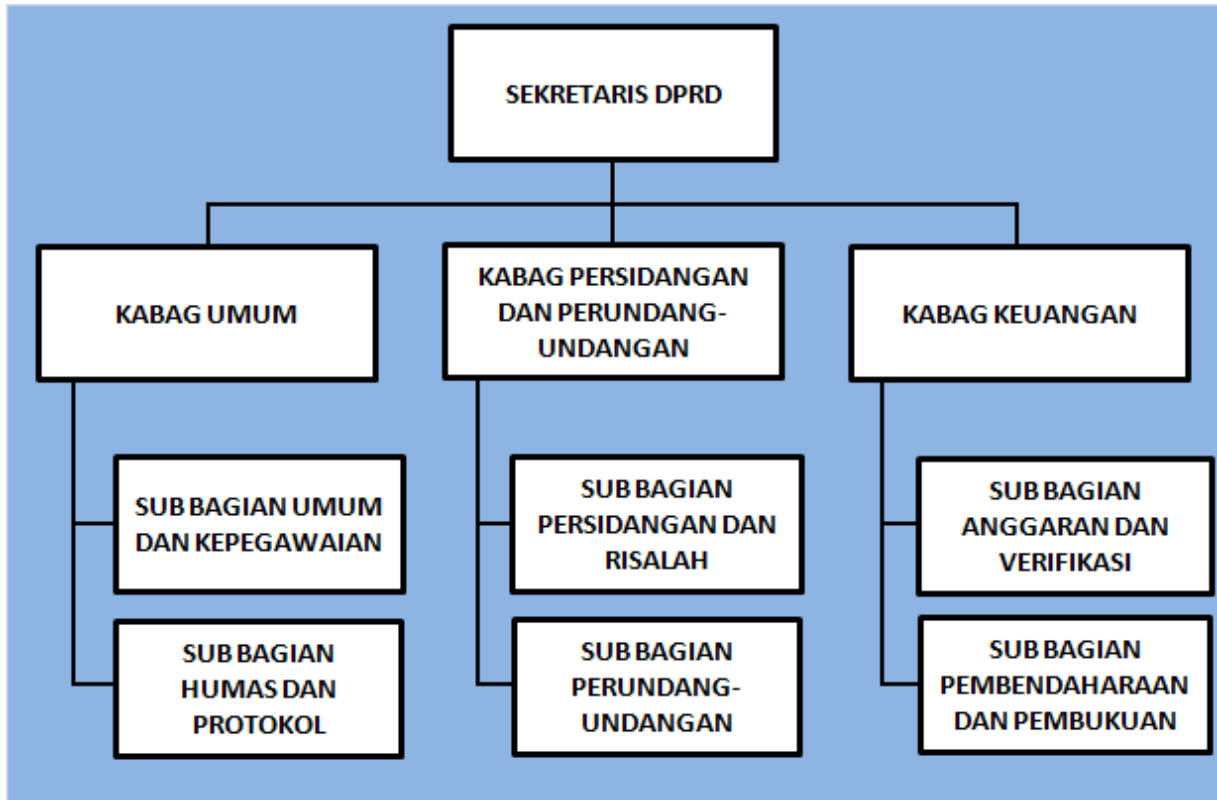 SEKRETARIS DPRD
KABAG UMUM
KABAG PERSIDANGAN
DAN PERUNDANG-
UNDANGAN
KABAG KEUANGAN
SUB BAGIAN UMUM
DAN KEPEGAWAIAN
SUB BAGIAN
HUMAS DAN
PROTOKOL
SUB BAGIAN
PERSIDANGAN DAN
RISALAH
SUB BAGIAN
PERUNDANG-
UNDANGAN
SUB BAGIAN
ANGGARAN DAN
VERIFIKASI
SUB BAGIAN
PEMBENDAHARAAN
DAN PEMBUKUAN